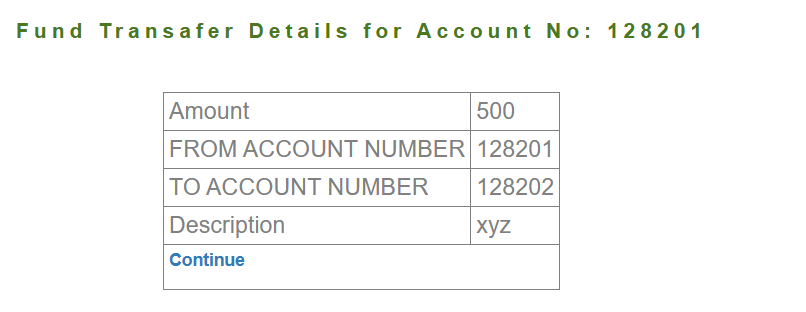 Fund Transafer Details for Account No: 128201
Amount 500
FROM ACCOUNT NUMBER 128201
TO ACCOUNT NUMBER 128202
Description xyz
Continue